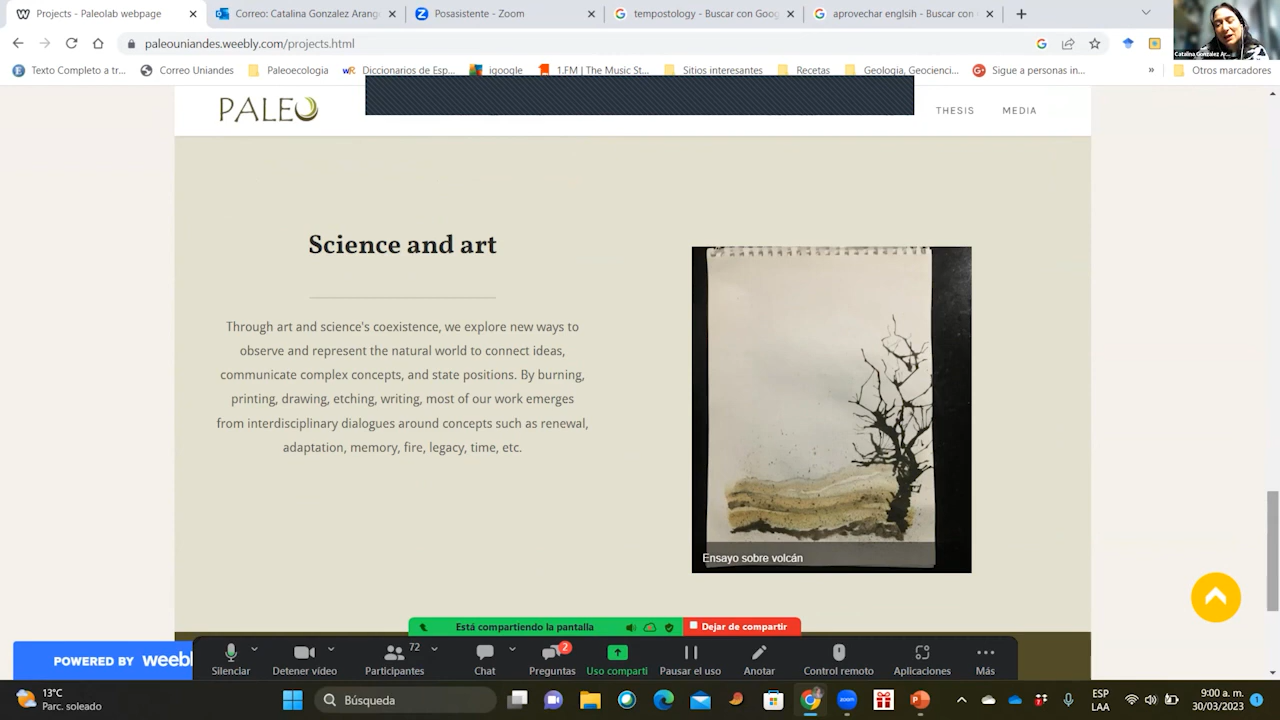 Projects - Paleolab webpage
Correo: Catalina Gonzalez Arang
Posasistente - Zoom
tempostology - Buscar con Goog
aprovechar englsih - Buscar con
paleouniandes.weebly.com/projects.html
Texto Completo a tr...
Correo Uniandes
Paleoecologia
Diccionarios de Esp...
igoogle
1.FM | The Music St...
Sitios interesantes
Recetas
Geologia, Geocienci...
Sigue a personas in...
»
Otros marcadores
PALEO
THESIS
MEDIA
Science and art
Through art and science's coexistence, we explore new ways to
observe and represent the natural world to connect ideas,
communicate complex concepts, and state positions. By burning,
printing, drawing, etching, writing, most of our work emerges
from interdisciplinary dialogues around concepts such as renewal,
adaptation, memory, fire, legacy, time, etc.
Ensayo sobre volcán
Está compartiendo la pantalla
Dejar de compartir
POWERED BY weebl
Silenciar
Detener vídeo
72
Participantes
Chat
2
Preguntas
Uso comparti
Pausar el uso
Anotar
Control remoto
Aplicaciones
Más
13°C
Parc. soleado
Búsqueda
ESP
LAA
9:00 a. m.
30/03/2023
1